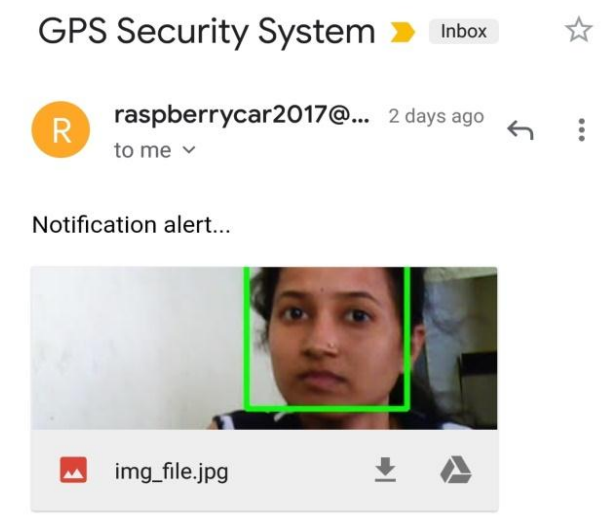 GPS Security System Inbox
R
raspberrycar2017@... 2 days ago
to me
Notification alert...
img_file.jpg